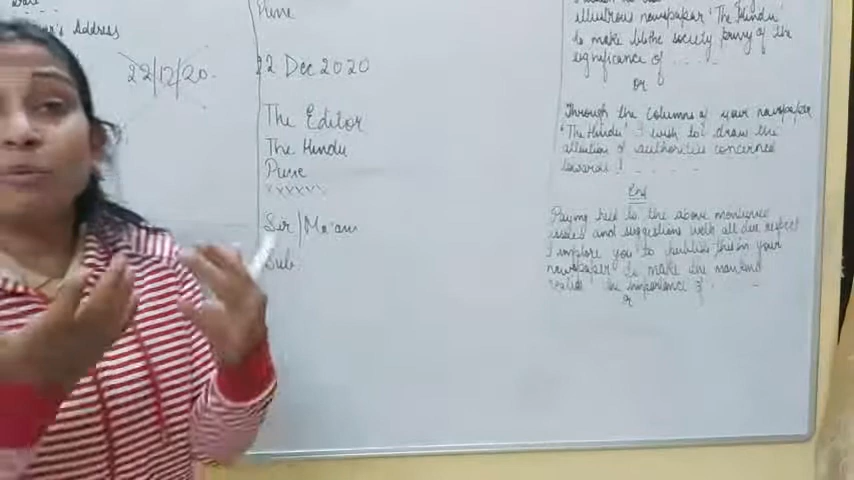 Date
Address
22/12/20
Pune
22 Dec 2020
The Editor
The Hindu
Pune
xxxxx
Sir/Ma'am
Sub
illustrious newspaper 'The Hindu'
to make the society of the
significance of ......
or
Through the columns of your newspaper
'The Hindu' I wish to draw the
attention of authorities concerned
towards ! . . . .
End
Paying heed to the above mentioned
issues and suggestions with all due respect
I implore you to publish this in your
newspaper to make the mankind
realise the importance of
or